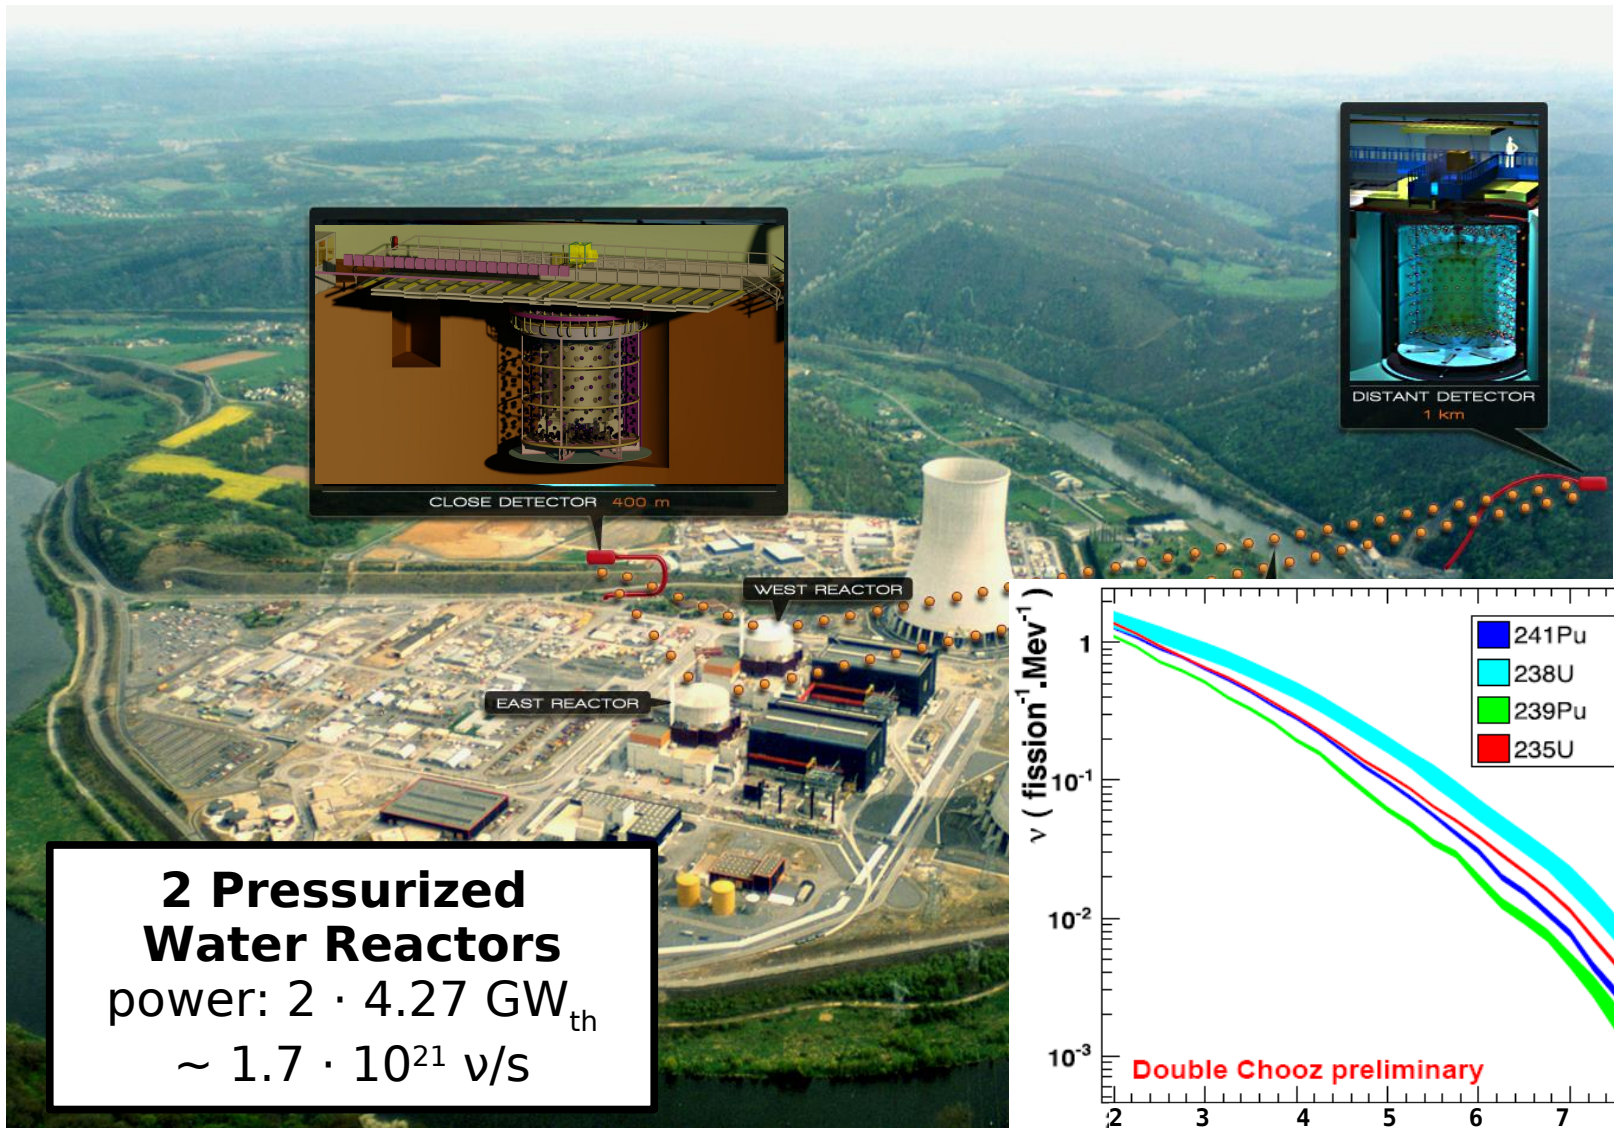 DISTANT DETECTOR
1 km
CLOSE DETECTOR 400 m
WEST REACTOR
EAST REACTOR
2 Pressurized
Water Reactors
power: 2 · 4.27 GWth
~ 1.7 · 10²¹ ν/s
ν ( fission⁻¹.Mev⁻¹ )
1
10⁻¹
10⁻²
10⁻³
241Pu
238U
239Pu
235U
Double Chooz preliminary
2 3 4 5 6 7